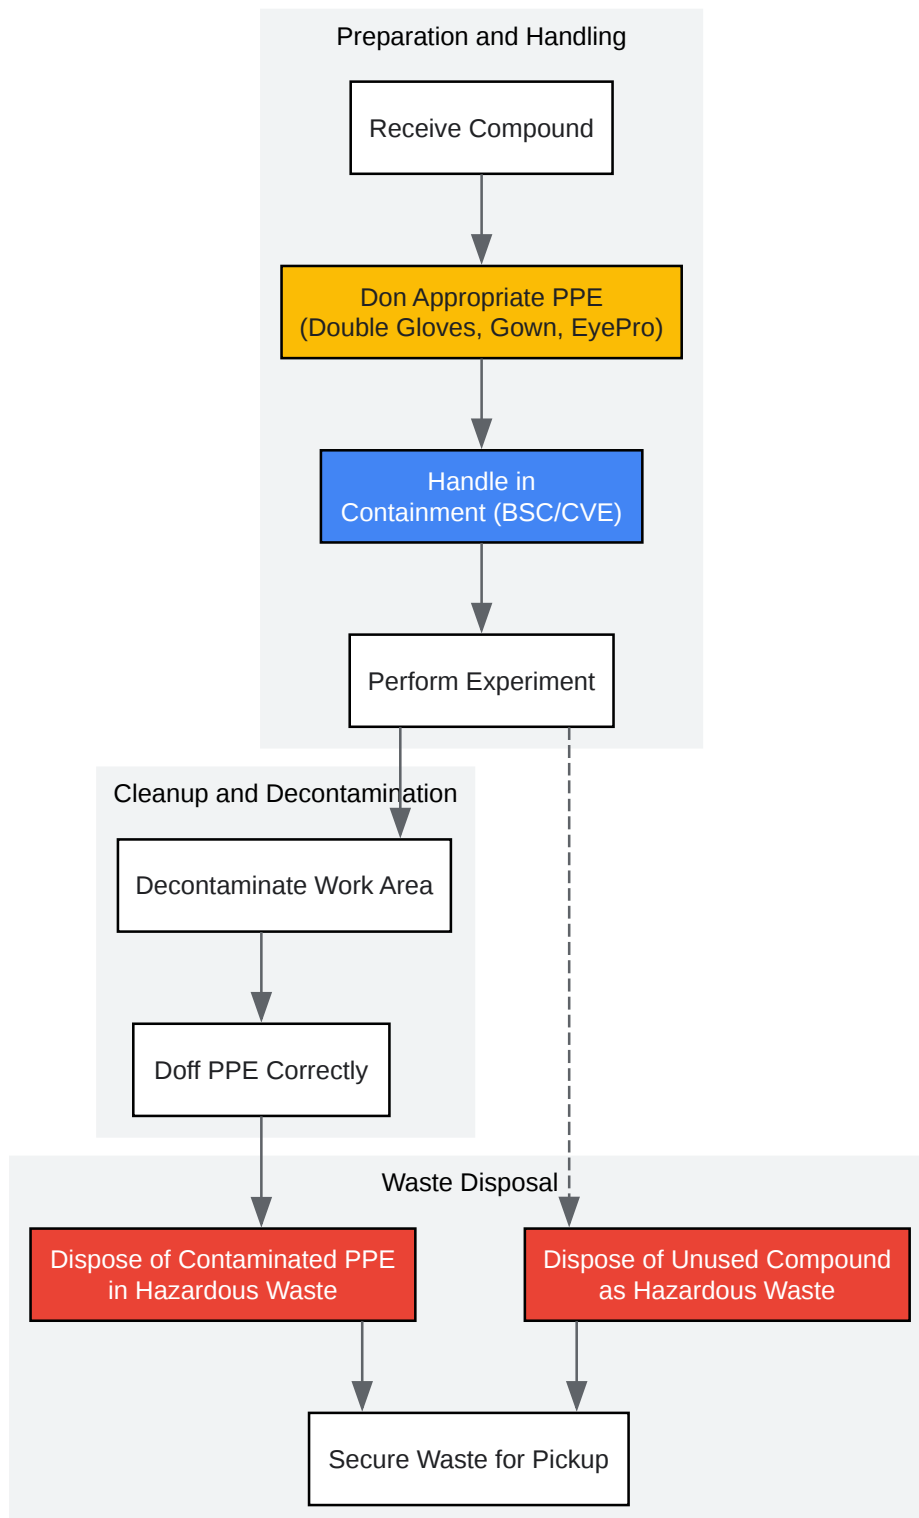 Preparation and Handling
Receive Compound
Don Appropriate PPE
(Double Gloves, Gown, EyePro)
Handle in
Containment (BSC/CVE)
Perform Experiment
Cleanup and Decontamination
Decontaminate Work Area
Doff PPE Correctly
Waste Disposal
Dispose of Contaminated PPE
in Hazardous Waste
Dispose of Unused Compound
as Hazardous Waste
Secure Waste for Pickup